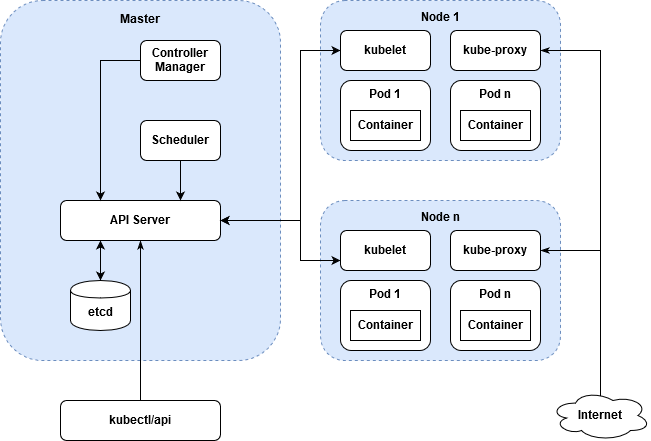 Master
Controller
Manager
Scheduler
API Server
etcd
kubectl/api
Node 1
kubelet
kube-proxy
Pod 1
Container
Pod n
Container
Node n
kubelet
kube-proxy
Pod 1
Container
Pod n
Container
Internet